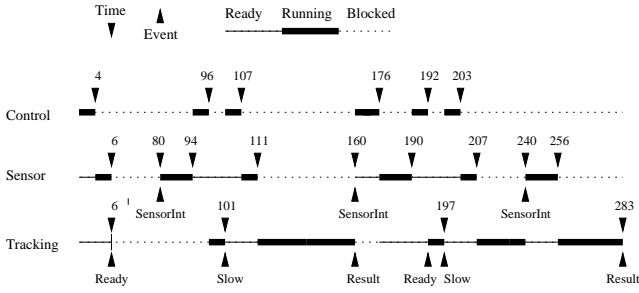 Time Ready Running Blocked
Event
4 96 107 176 192 203
Control
6 80 94 111 160 190 207 240 256
Sensor
SensorInt SensorInt SensorInt
6 101 197 283
Tracking
Ready Slow Result Ready Slow Result